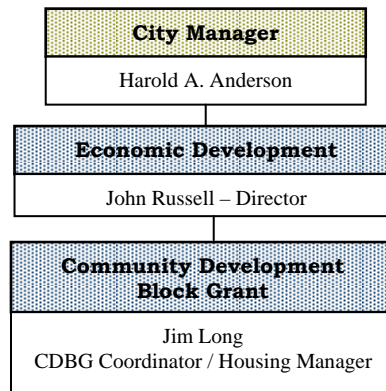 City Manager
Harold A. Anderson
Economic Development
John Russell – Director
Community Development
Block Grant
Jim Long
CDBG Coordinator / Housing Manager